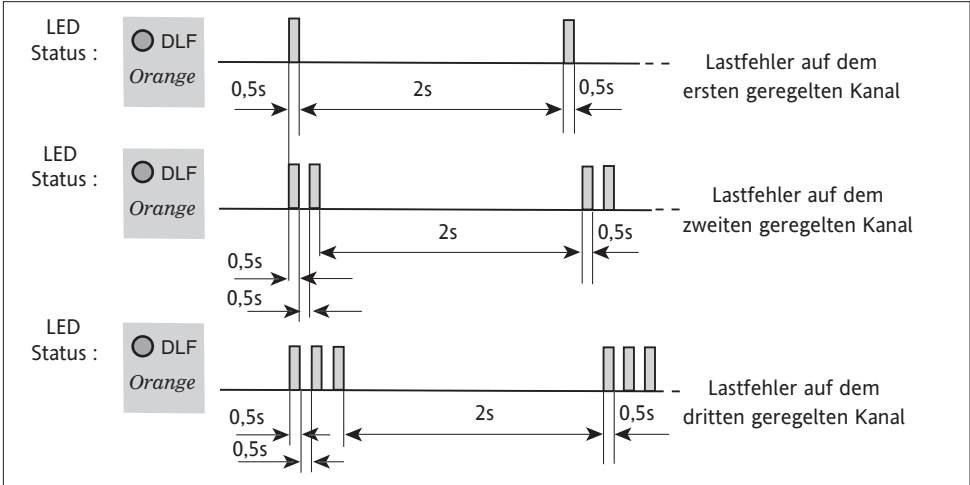 LED
Status :
DLF
Orange
0,5s
2s
0,5s
Lastfehler auf dem
ersten geregelten Kanal
LED
Status :
DLF
Orange
2s
0,5s
0,5s
0,5s
Lastfehler auf dem
zweiten geregelten Kanal
LED
Status :
DLF
Orange
0,5s
2s
0,5s
0,5s
Lastfehler auf dem
dritten geregelten Kanal